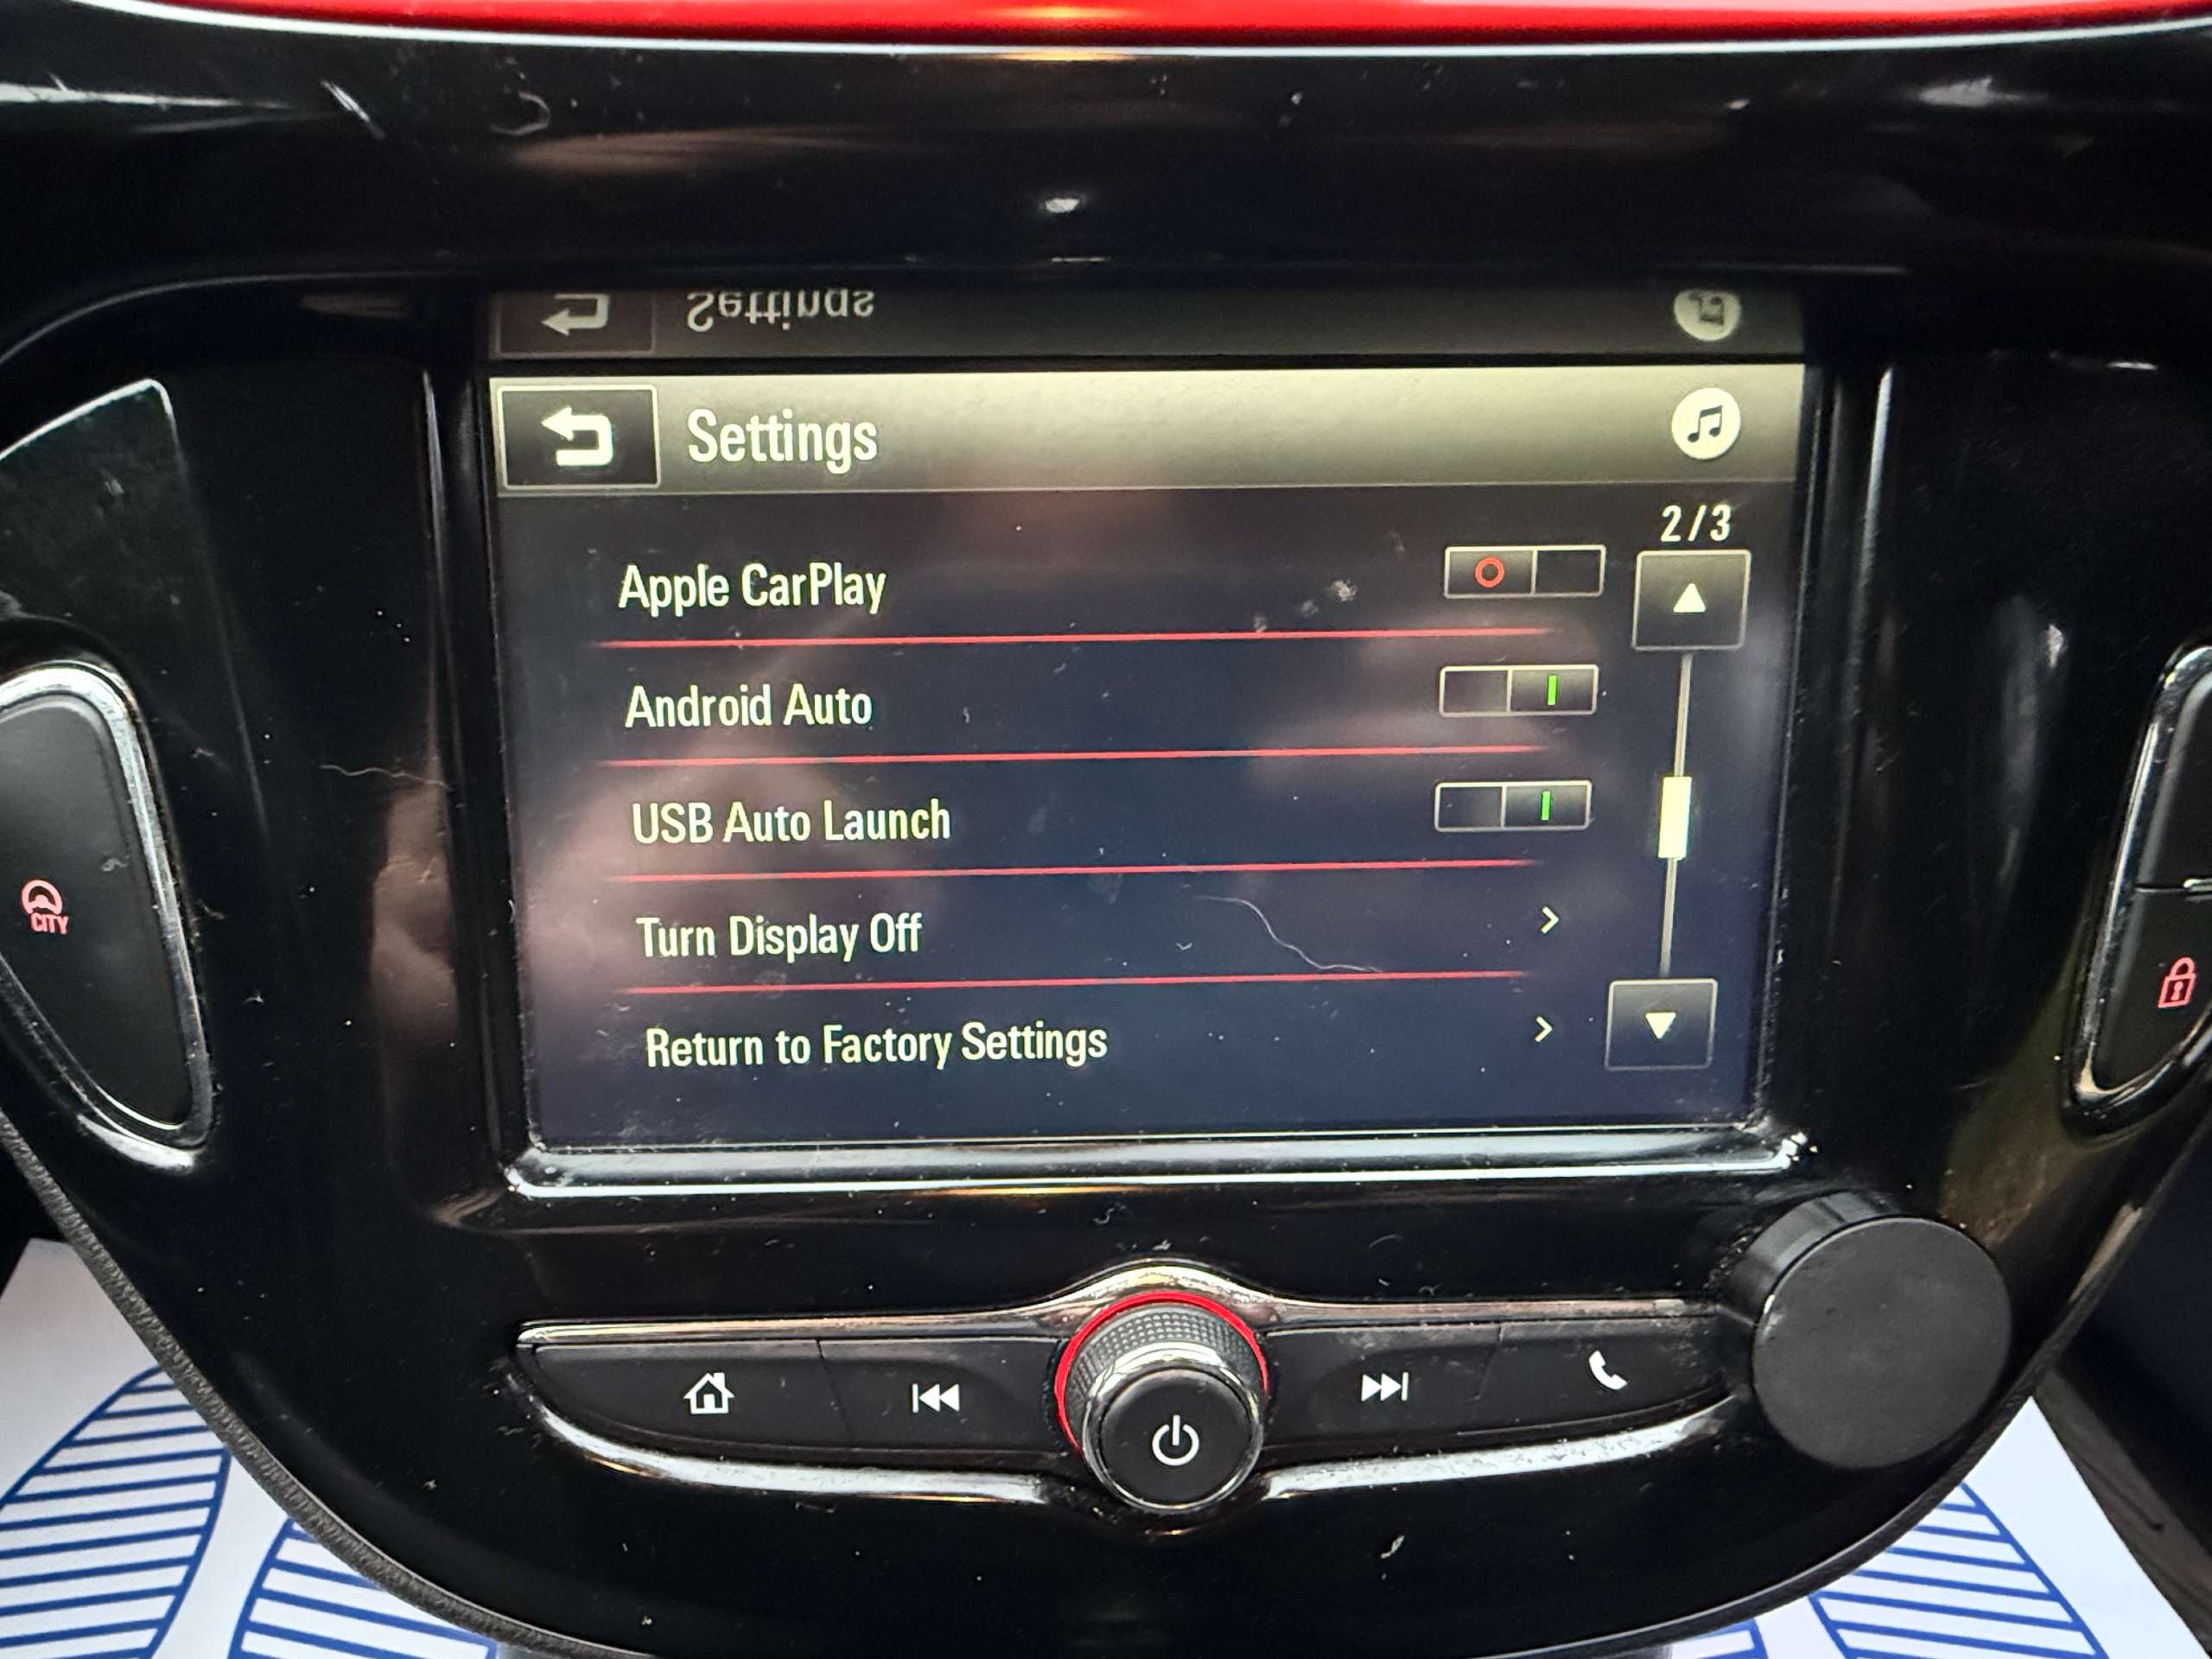 Settings
Settings
2/3
Apple CarPlay
Android Auto
USB Auto Launch
Turn Display Off
Return to Factory Settings
CITY